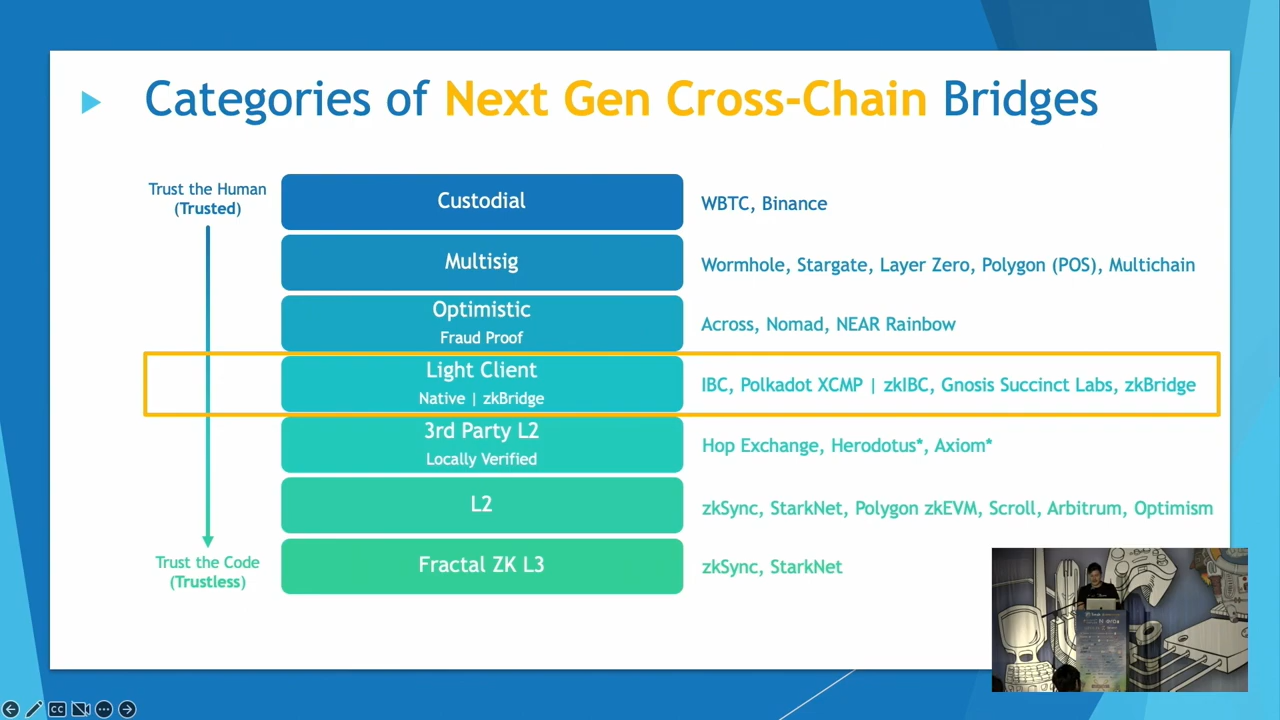 Categories of Next Gen Cross-Chain Bridges
Trust the Human
(Trusted)
Custodial
WBTC, Binance
Multisig
Wormhole, Stargate, Layer Zero, Polygon (POS), Multichain
Optimistic
Fraud Proof
Across, Nomad, NEAR Rainbow
Light Client
Native | zkBridge
IBC, Polkadot XCMP | zkIBC, Gnosis Succinct Labs, zkBridge
3rd Party L2
Locally Verified
Hop Exchange, Herodotus*, Axiom*
L2
zkSync, StarkNet, Polygon zkEVM, Scroll, Arbitrum, Optimism
Trust the Code
(Trustless)
Fractal ZK L3
zkSync, StarkNet
CC